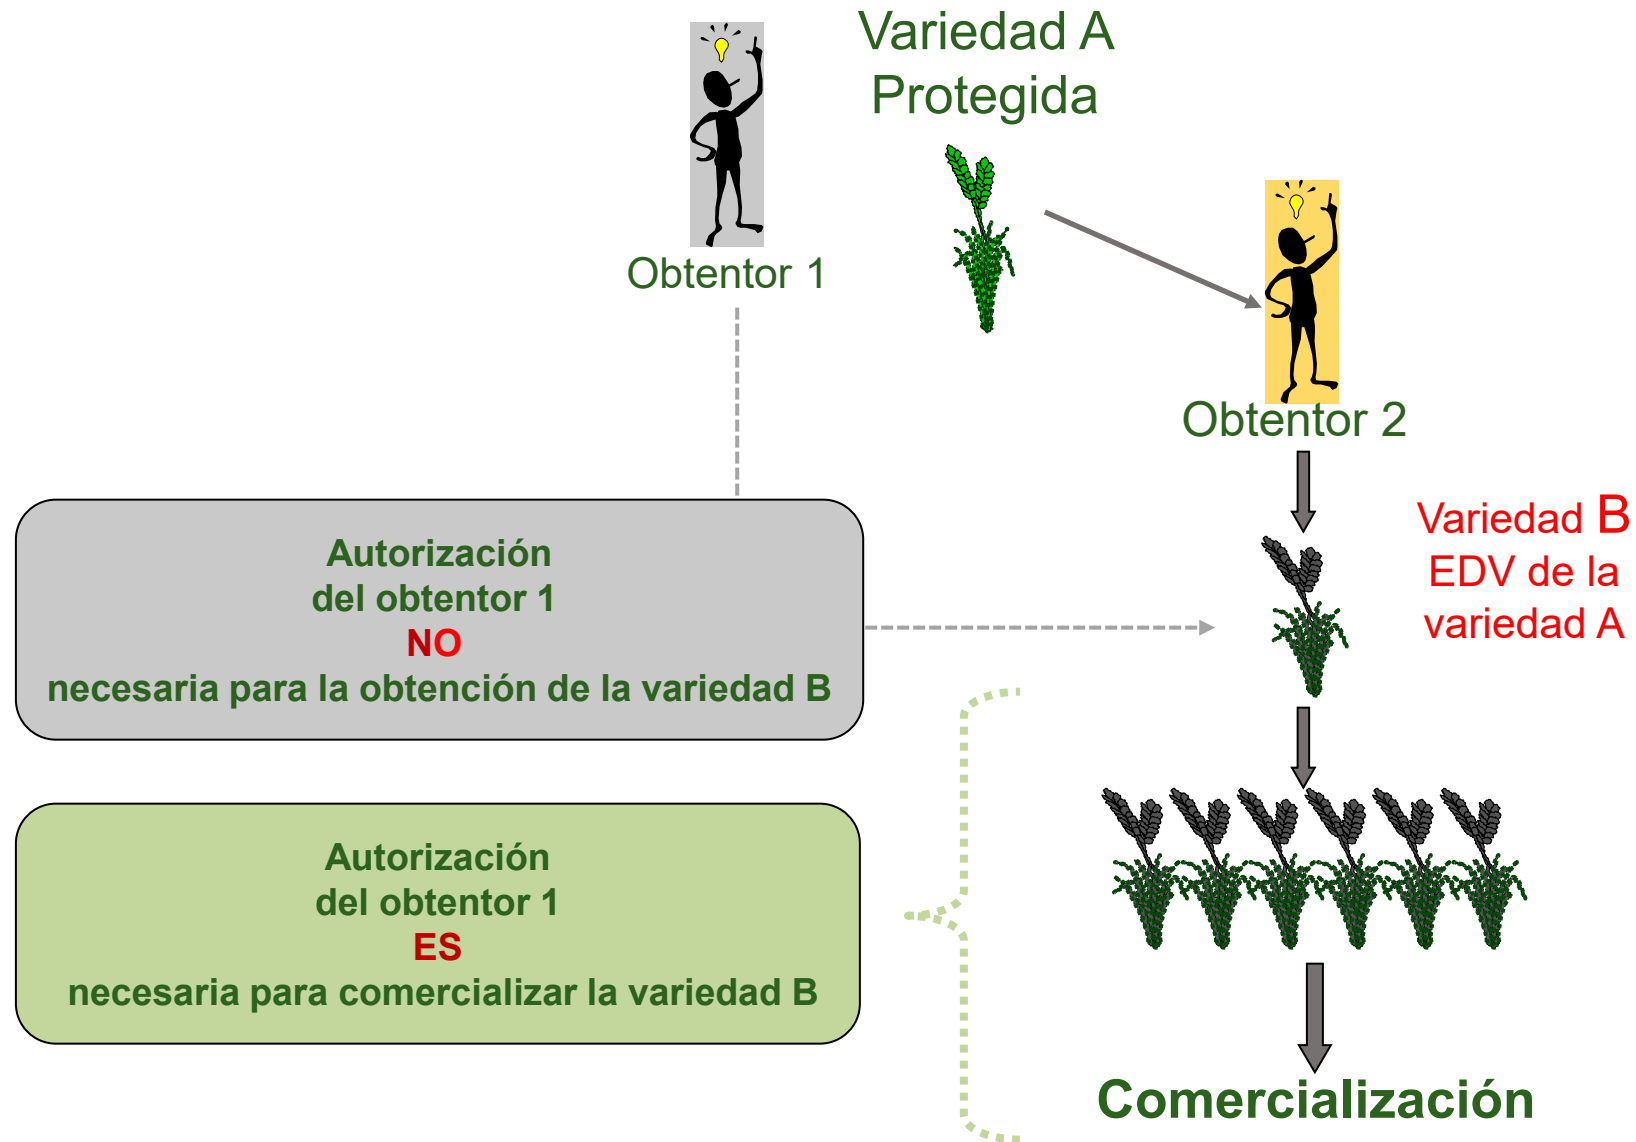 Variedad A
Protegida
Obtentor 1
Obtentor 2
Autorización
del obtentor 1
NO
necesaria para la obtención de la variedad B
Variedad B
EDV de la
variedad A
Autorización
del obtentor 1
ES
necesaria para comercializar la variedad B
Comercialización